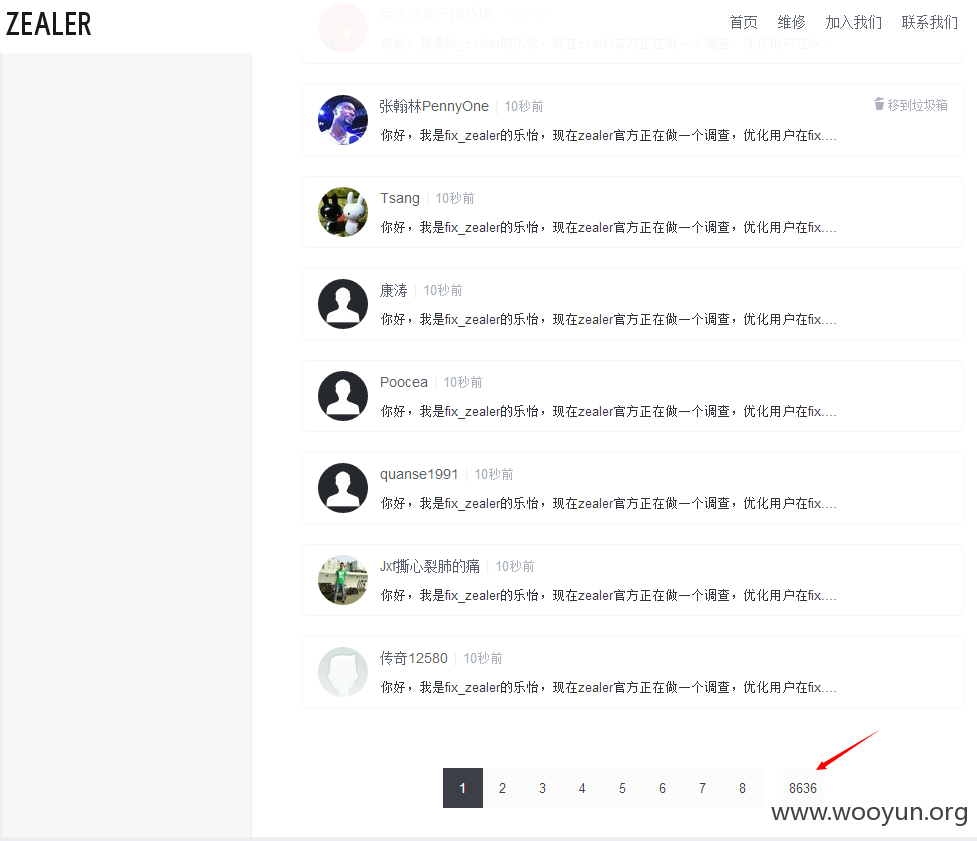 ZEALER
首页 维修 加入我们 联系我们
你好，我是fix_zealer的乐怡，现在zealer官方正在做一个调查，优化用户在fix....
张翰林PennyOne | 10秒前 移到垃圾箱
你好，我是fix_zealer的乐怡，现在zealer官方正在做一个调查，优化用户在fix....
Tsang | 10秒前
你好，我是fix_zealer的乐怡，现在zealer官方正在做一个调查，优化用户在fix....
康涛 | 10秒前
你好，我是fix_zealer的乐怡，现在zealer官方正在做一个调查，优化用户在fix....
Poocea | 10秒前
你好，我是fix_zealer的乐怡，现在zealer官方正在做一个调查，优化用户在fix....
quanse1991 | 10秒前
你好，我是fix_zealer的乐怡，现在zealer官方正在做一个调查，优化用户在fix....
Jxf撕心裂肺的痛 | 10秒前
你好，我是fix_zealer的乐怡，现在zealer官方正在做一个调查，优化用户在fix....
传奇12580 | 10秒前
你好，我是fix_zealer的乐怡，现在zealer官方正在做一个调查，优化用户在fix....
1 2 3 4 5 6 7 8 8636
www.wooyun.org